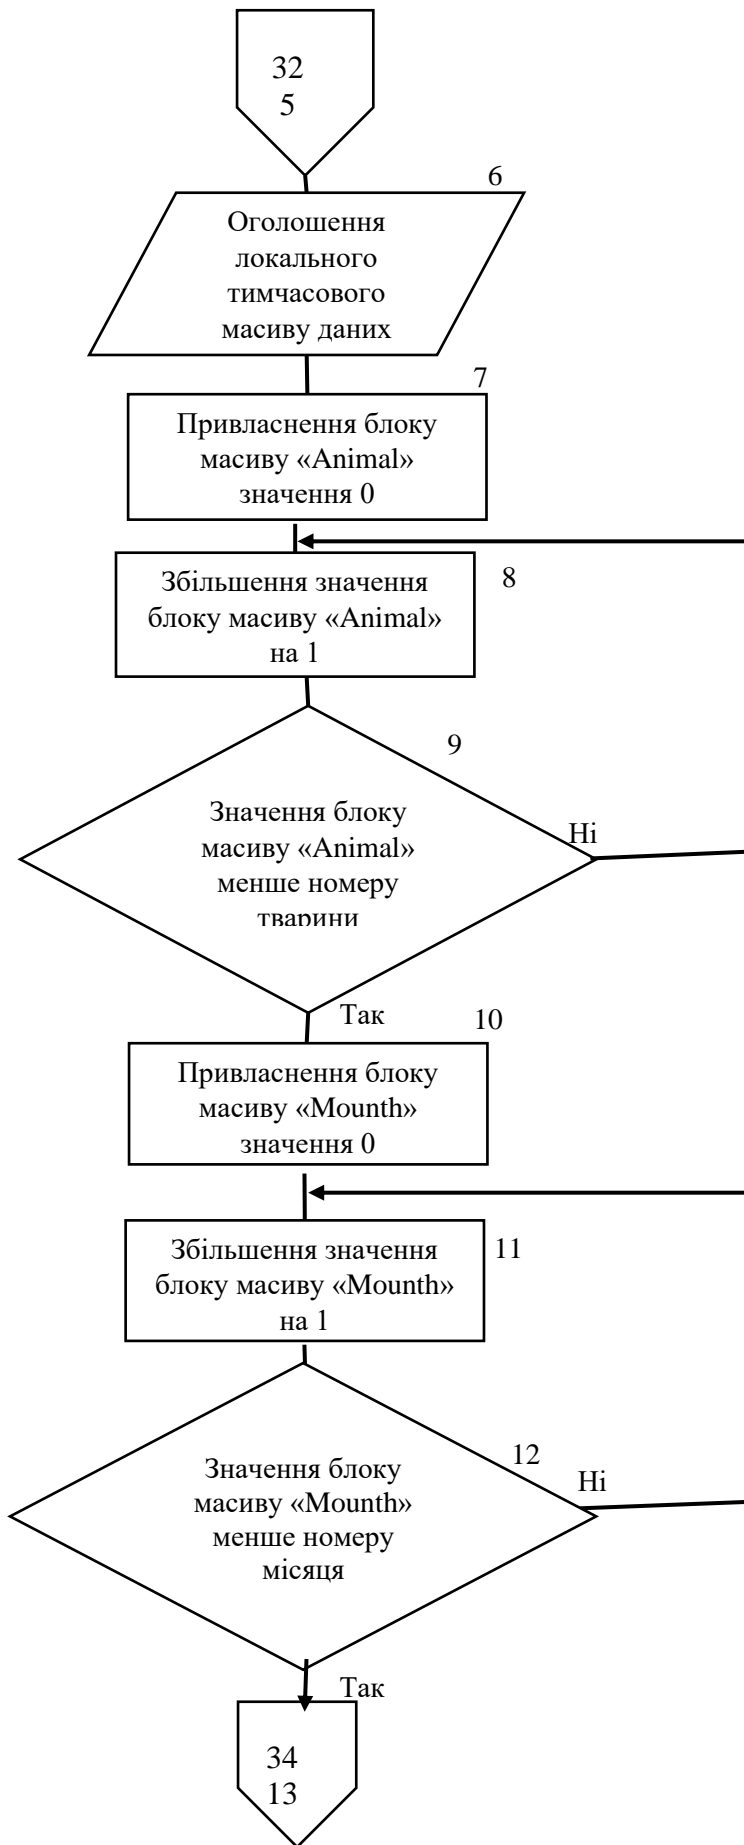 32
5
6
Оголошення
локального
тимчасового
масиву даних
7
Привласнення блоку
масиву «Animal»
значення 0
8
Збільшення значення
блоку масиву «Animal»
на 1
9
Значення блоку
масиву «Animal»
менше номеру
тварини
Ні
Так
10
Привласнення блоку
масиву «Mounth»
значення 0
11
Збільшення значення
блоку масиву «Mounth»
на 1
12
Значення блоку
масиву «Mounth»
менше номеру
місяця
Ні
Так
34
13